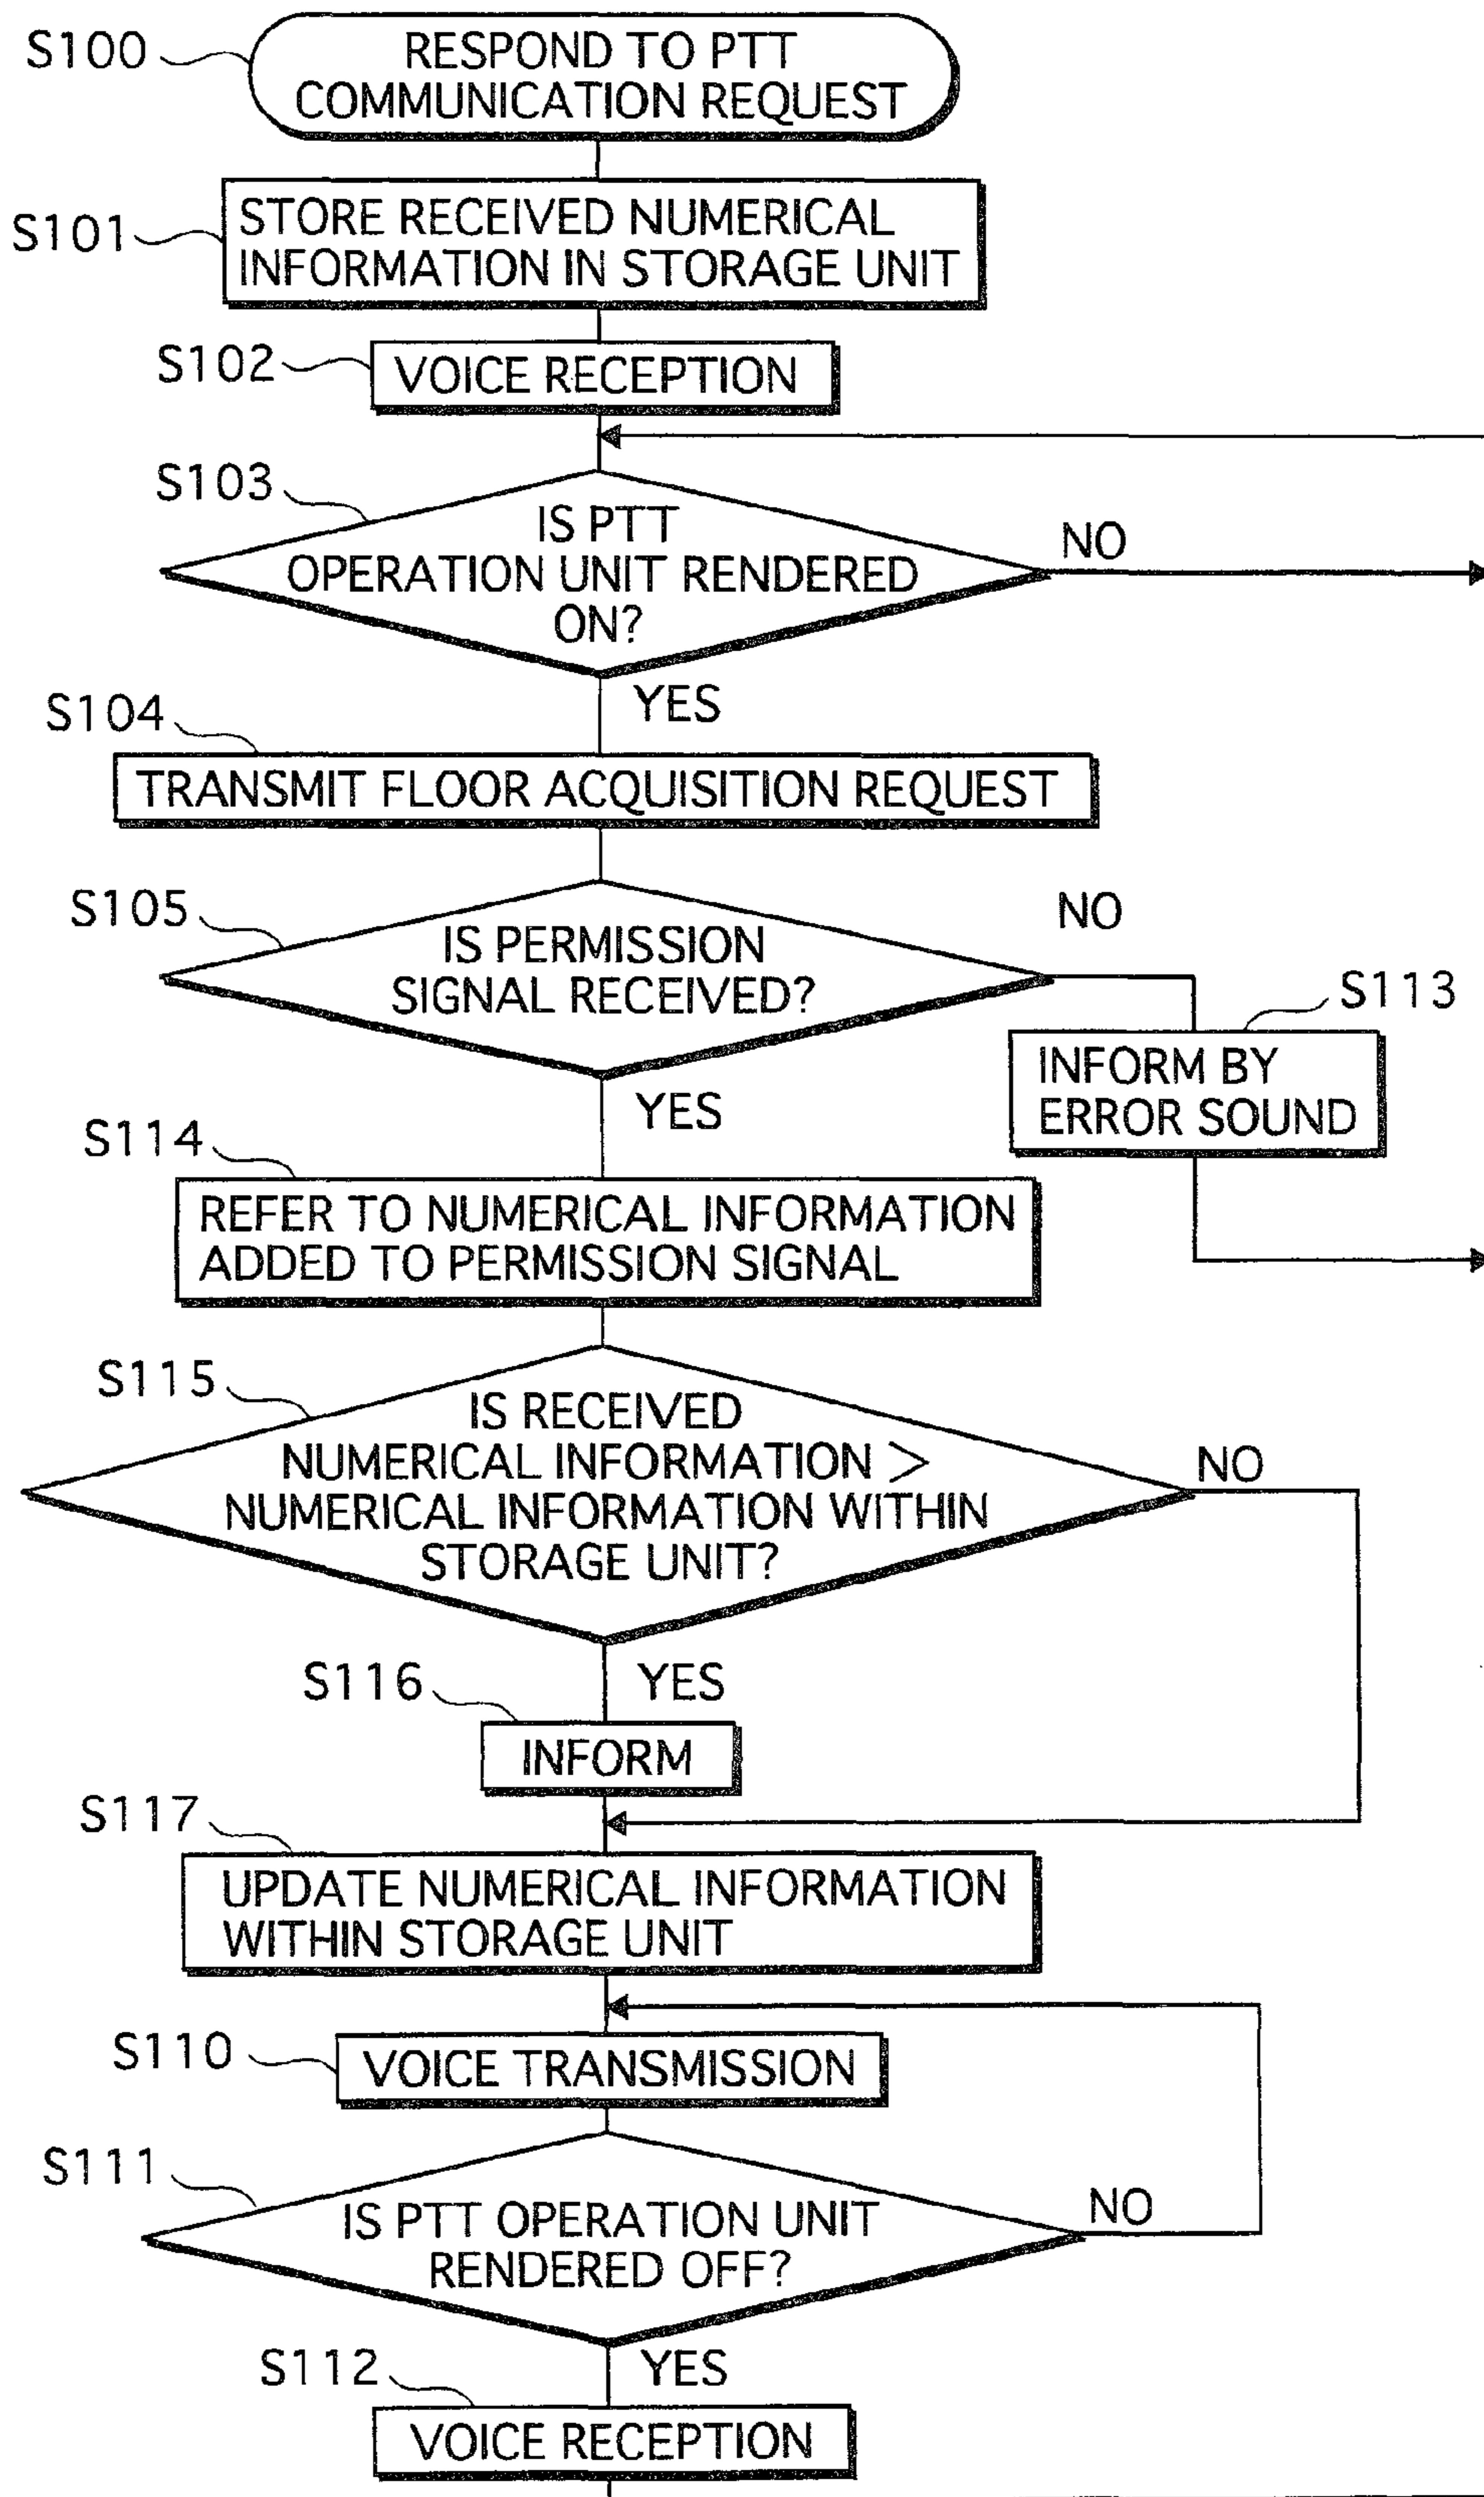 S100
RESPOND TO PTT
COMMUNICATION REQUEST
S101
STORE RECEIVED NUMERICAL
INFORMATION IN STORAGE UNIT
S102
VOICE RECEPTION
S103
IS PTT
OPERATION UNIT RENDERED
ON?
NO
YES
S104
TRANSMIT FLOOR ACQUISITION REQUEST
S105
IS PERMISSION
SIGNAL RECEIVED?
NO
S113
INFORM BY
ERROR SOUND
YES
S114
REFER TO NUMERICAL INFORMATION
ADDED TO PERMISSION SIGNAL
S115
IS RECEIVED
NUMERICAL INFORMATION >
NUMERICAL INFORMATION WITHIN
STORAGE UNIT?
NO
YES
S116
INFORM
S117
UPDATE NUMERICAL INFORMATION
WITHIN STORAGE UNIT
S110
VOICE TRANSMISSION
S111
IS PTT OPERATION UNIT
RENDERED OFF?
NO
YES
S112
VOICE RECEPTION